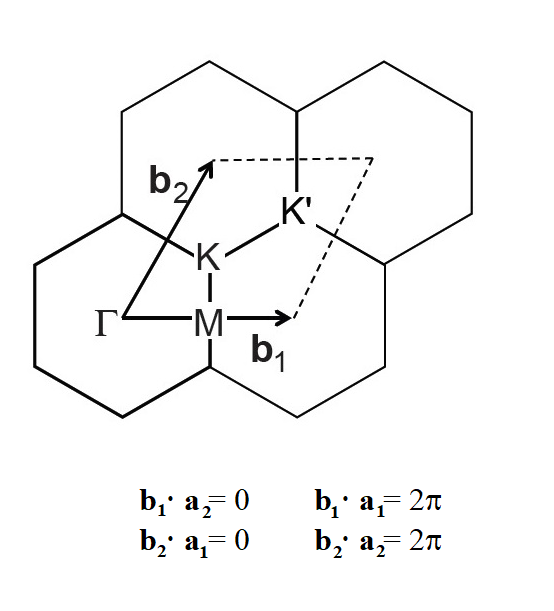 b₂
K'
K
Γ
M
b₁
b₁· a₂= 0 b₁· a₁= 2π
b₂· a₁= 0 b₂· a₂= 2π